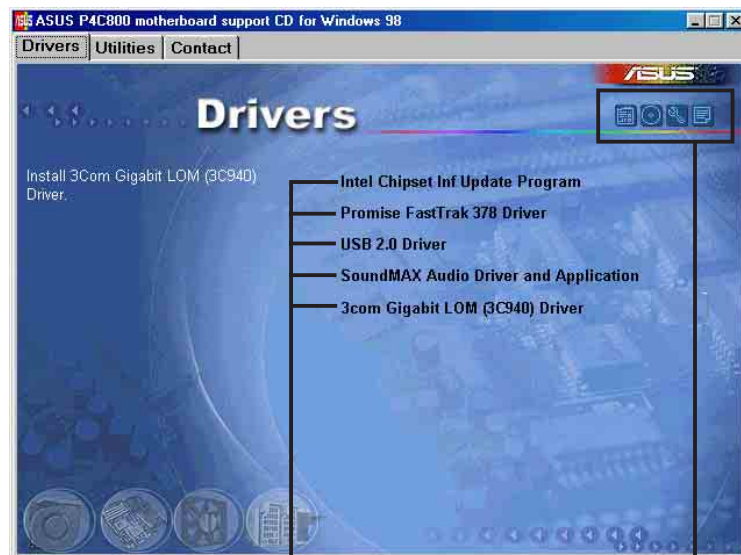 ASUS P4C800 motherboard support CD for Windows 98
Drivers Utilities Contact
ASUS
Drivers
Install 3Com Gigabit LOM (3C940)
Driver.
Intel Chipset Inf Update Program
Promise FastTrak 378 Driver
USB 2.0 Driver
SoundMAX Audio Driver and Application
3com Gigabit LOM (3C940) Driver